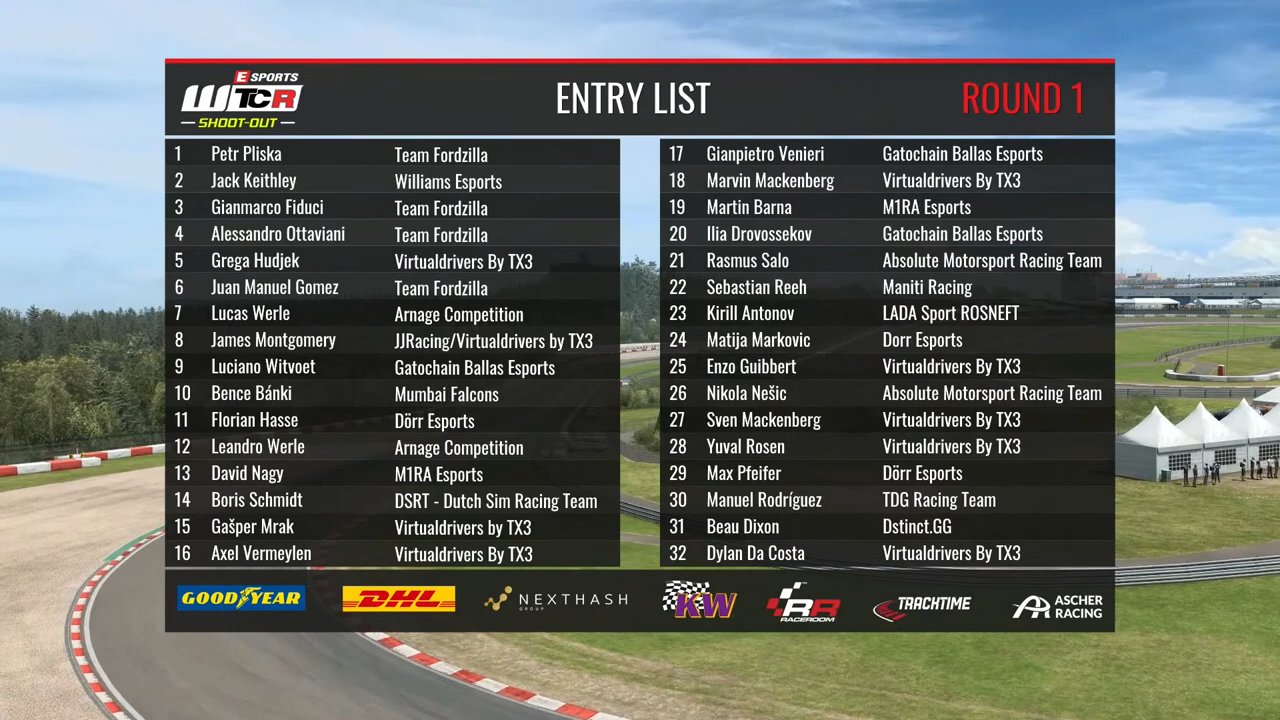 E SPORTS
WTCR
SHOOT-OUT
ENTRY LIST
ROUND 1
1 Petr Pliska Team Fordzilla
2 Jack Keithley Williams Esports
3 Gianmarco Fiduci Team Fordzilla
4 Alessandro Ottaviani Team Fordzilla
5 Grega Hudjek Virtualdrivers By TX3
6 Juan Manuel Gomez Team Fordzilla
7 Lucas Werle Arnage Competition
8 James Montgomery JJRacing/Virtualdrivers by TX3
9 Luciano Witvoet Gatochain Ballas Esports
10 Bence Bánki Mumbai Falcons
11 Florian Hasse Dörr Esports
12 Leandro Werle Arnage Competition
13 David Nagy M1RA Esports
14 Boris Schmidt DSRT - Dutch Sim Racing Team
15 Gašper Mrak Virtualdrivers by TX3
16 Axel Vermeylen Virtualdrivers By TX3
17 Gianpietro Venieri Gatochain Ballas Esports
18 Marvin Mackenberg Virtualdrivers By TX3
19 Martin Barna M1RA Esports
20 Ilia Drovossekov Gatochain Ballas Esports
21 Rasmus Salo Absolute Motorsport Racing Team
22 Sebastian Reeh Maniti Racing
23 Kirill Antonov LADA Sport ROSNEFT
24 Matija Markovic Dorr Esports
25 Enzo Guibbert Virtualdrivers By TX3
26 Nikola Nešic Absolute Motorsport Racing Team
27 Sven Mackenberg Virtualdrivers By TX3
28 Yuval Rosen Virtualdrivers By TX3
29 Max Pfeifer Dörr Esports
30 Manuel Rodríguez TDG Racing Team
31 Beau Dixon Dstinct.GG
32 Dylan Da Costa Virtualdrivers By TX3
GOODYEAR
DHL
NEXTHASH
GROUP
KW
RR
RACEROOM
TRACKTIME
ASCHER
RACING